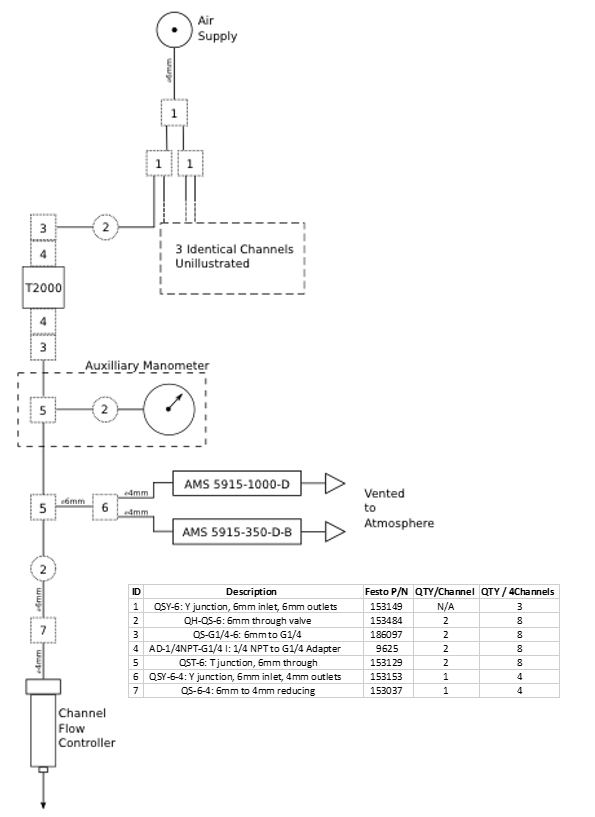 Air
Supply
⌀6mm
1
1 1
3 2
4
3 Identical Channels
Unillustrated
T2000
4
3
Auxilliary Manometer
5 2
AMS 5915-1000-D
⌀4mm
5 ⌀6mm 6
⌀4mm
AMS 5915-350-D-B
Vented
to
Atmosphere
2
⌀6mm
7
⌀4mm
Channel
Flow
Controller
ID Description Festo P/N QTY/Channel QTY / 4Channels
1 QSY-6: Y junction, 6mm inlet, 6mm outlets 153149 N/A 3
2 QH-QS-6: 6mm through valve 153484 2 8
3 QS-G1/4-6: 6mm to G1/4 186097 2 8
4 AD-1/4NPT-G1/4 I: 1/4 NPT to G1/4 Adapter 9625 2 8
5 QST-6: T junction, 6mm through 153129 2 8
6 QSY-6-4: Y junction, 6mm inlet, 4mm outlets 153153 1 4
7 QS-6-4: 6mm to 4mm reducing 153037 1 4